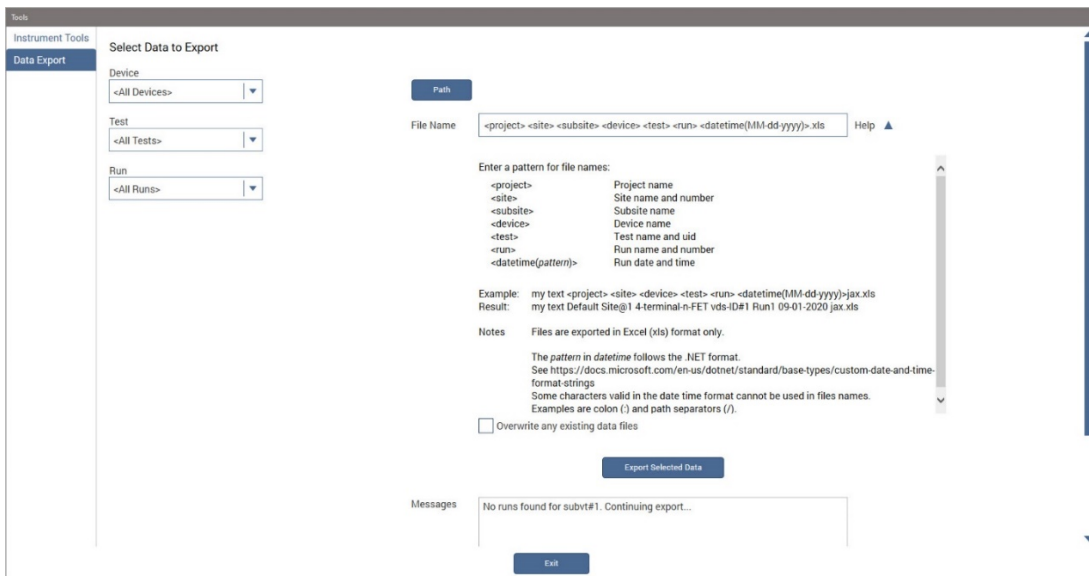 Tools
Instrument Tools
Data Export
Select Data to Export
Device
<All Devices>
Test
<All Tests>
Run
<All Runs>
Path
File Name
<project> <site> <subsite> <device> <test> <run> <datetime(MM-dd-yyyy)>.xls
Help
Enter a pattern for file names:
<project> Project name
<site> Site name and number
<subsite> Subsite name
<device> Device name
<test> Test name and uid
<run> Run name and number
<datetime(pattern)> Run date and time
Example: my text <project> <site> <device> <test> <run> <datetime(MM-dd-yyyy)>jax.xls
Result: my text Default Site@1 4-terminal-n-FET vds-ID#1 Run1 09-01-2020 jax.xls
Notes Files are exported in Excel (xls) format only.
The pattern in datetime follows the .NET format.
See https://docs.microsoft.com/en-us/dotnet/standard/base-types/custom-date-and-time-
format-strings
Some characters valid in the date time format cannot be used in files names.
Examples are colon (:) and path separators (/).
Overwrite any existing data files
Export Selected Data
Messages
No runs found for subvt#1. Continuing export...
Exit